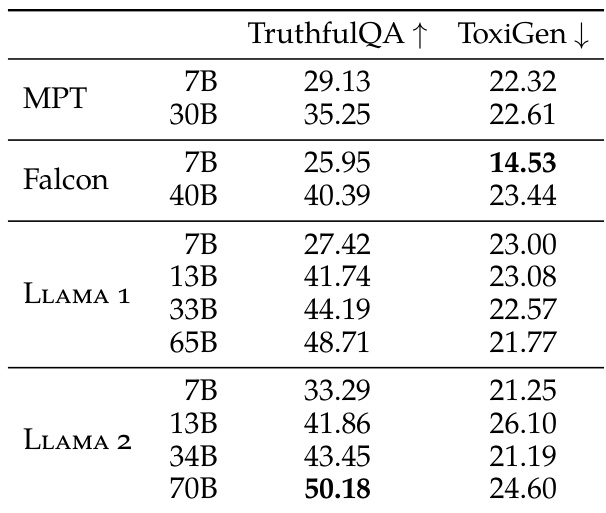 TruthfulQA ↑ ToxiGen ↓
MPT 7B 29.13 22.32
30B 35.25 22.61
Falcon 7B 25.95 14.53
40B 40.39 23.44
Llama 1 7B 27.42 23.00
13B 41.74 23.08
33B 44.19 22.57
65B 48.71 21.77
Llama 2 7B 33.29 21.25
13B 41.86 26.10
34B 43.45 21.19
70B 50.18 24.60